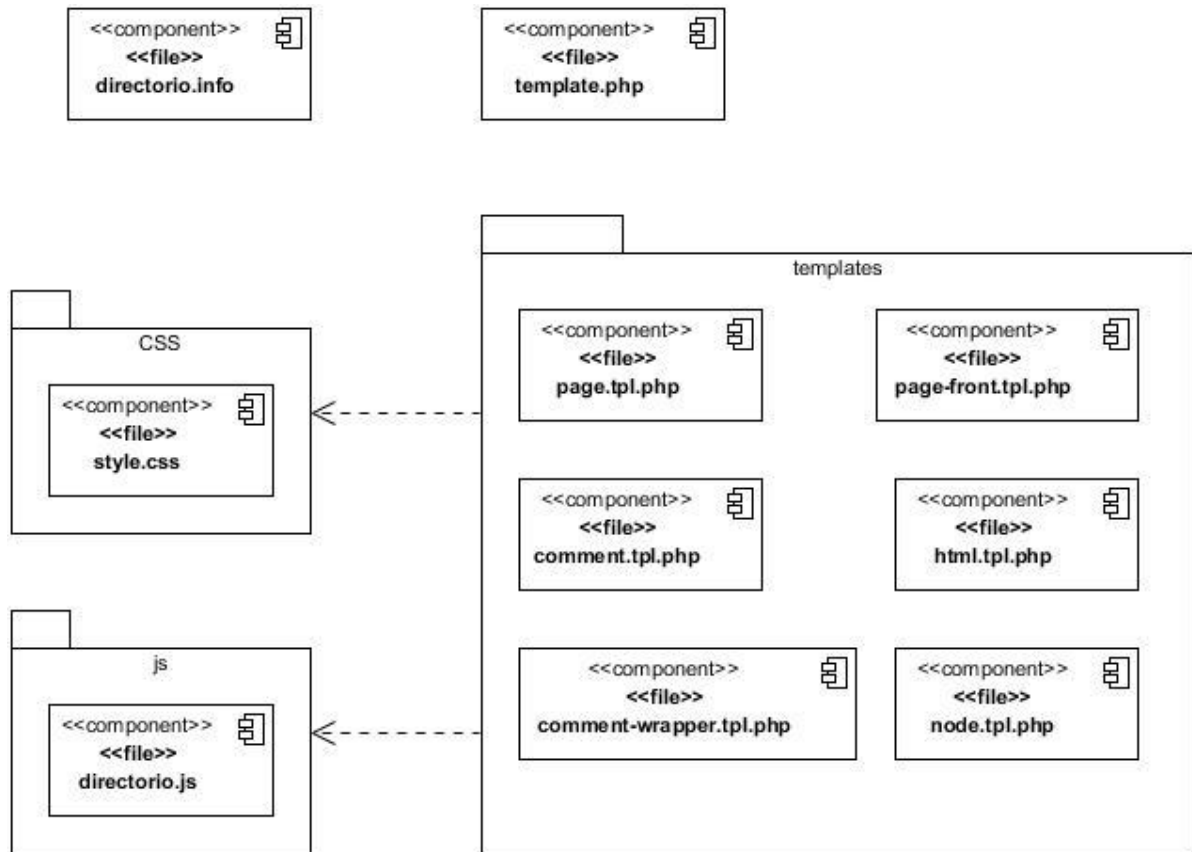 <<component>>
<<file>>
directorio.info
<<component>>
<<file>>
template.php
templates
<<component>>
<<file>>
page.tpl.php
<<component>>
<<file>>
page-front.tpl.php
CSS
<<component>>
<<file>>
style.css
<<component>>
<<file>>
comment.tpl.php
<<component>>
<<file>>
html.tpl.php
js
<<component>>
<<file>>
directorio.js
<<component>>
<<file>>
comment-wrapper.tpl.php
<<component>>
<<file>>
node.tpl.php